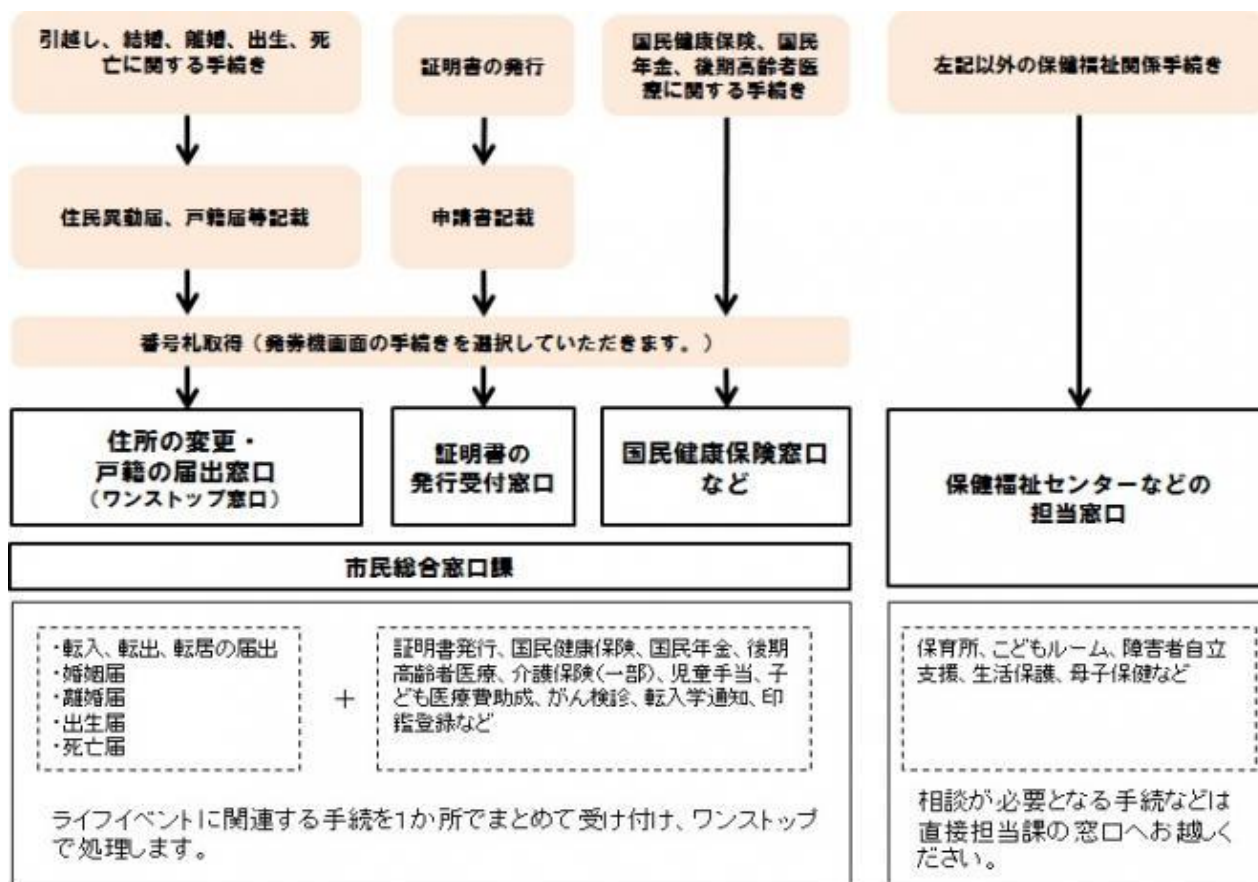 引越し、結婚、離婚、出生、死
亡に関する手続き
証明書の発行
国民健康保険、国民
年金、後期高齢者医
療に関する手続き
左記以外の保健福祉関係手続き
住民異動届、戸籍届等記載
申請書記載
番号札取得（発券機画面の手続きを選択していただきます。）
住所の変更・
戸籍の届出窓口
（ワンストップ窓口）
証明書の
発行受付窓口
国民健康保険窓口
など
保健福祉センターなどの
担当窓口
市民総合窓口課
・転入、転出、転居の届出
・婚姻届
・離婚届
・出生届
・死亡届
＋
証明書発行、国民健康保険、国民年金、後期
高齢者医療、介護保険(一部)、児童手当、子
ども医療費助成、がん検診、転入学通知、印
鑑登録など
ライフイベントに関連する手続を1か所でまとめて受け付け、ワンストップ
で処理します。
保育所、こどもルーム、障害者自立
支援、生活保護、母子保健など
相談が必要となる手続などは
直接担当課の窓口へお越しく
ださい。